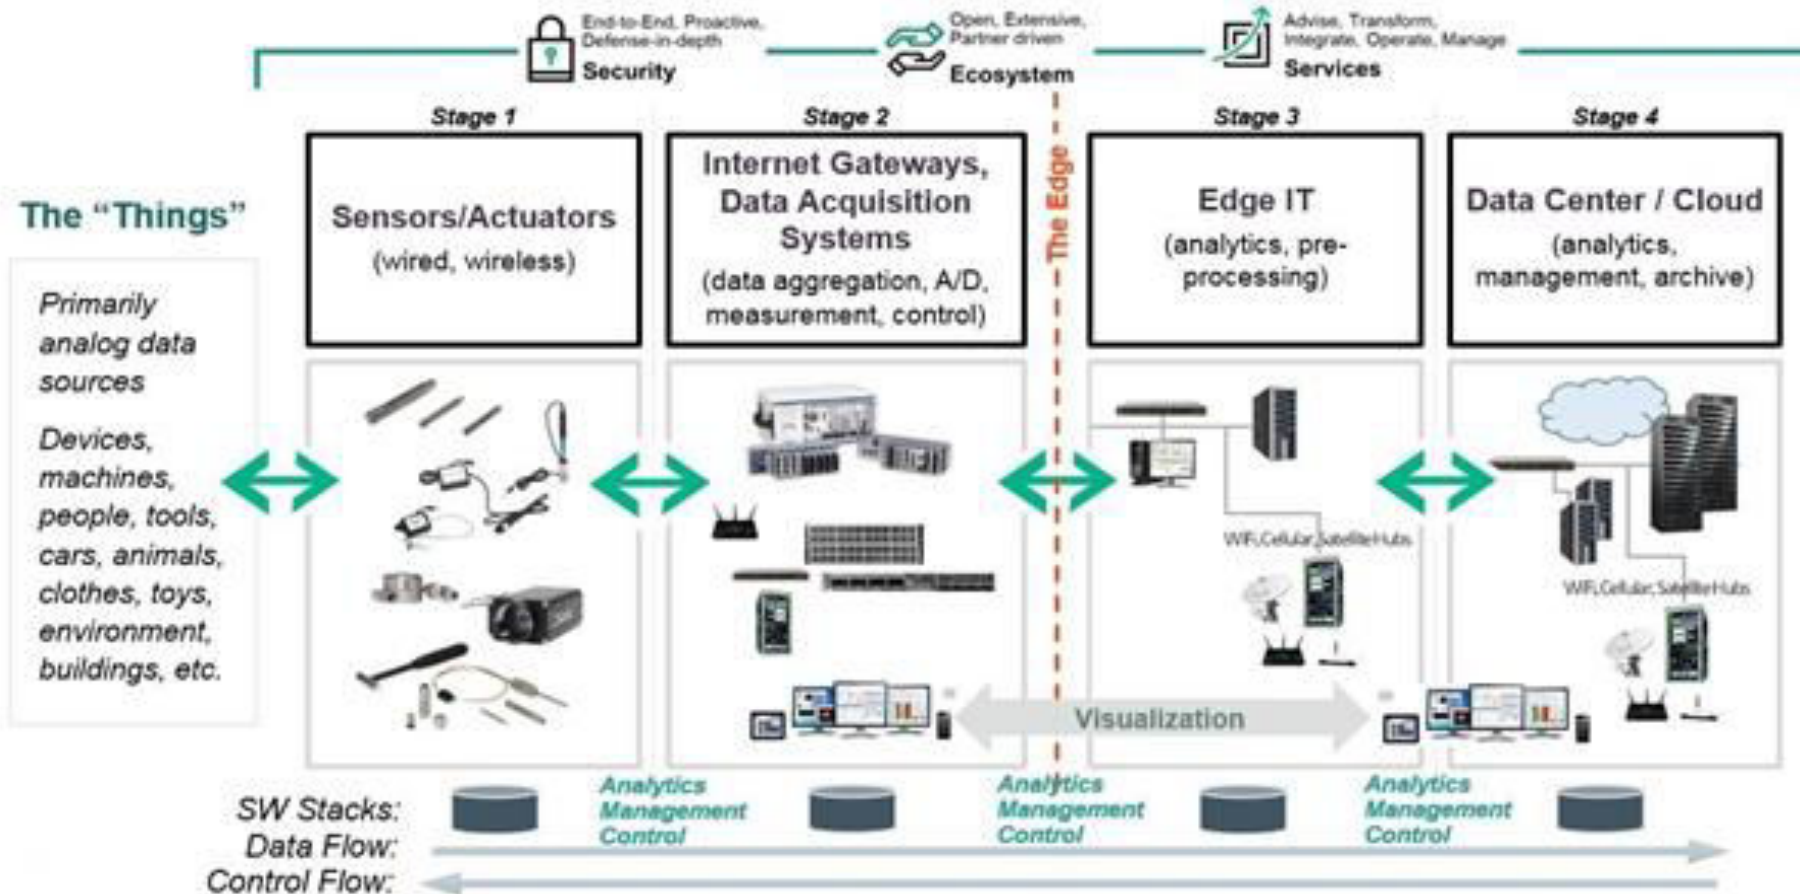 End-to-End, Proactive,
Defense-in-depth
Security
Open, Extensive,
Partner driven
Ecosystem
Advise, Transform,
Integrate, Operate, Manage
Services
The "Things"
Primarily
analog data
sources
Devices,
machines,
people, tools,
cars, animals,
clothes, toys,
environment,
buildings, etc.
Stage 1
Sensors/Actuators
(wired, wireless)
Stage 2
Internet Gateways,
Data Acquisition
Systems
(data aggregation, A/D,
measurement, control)
The Edge
Stage 3
Edge IT
(analytics, pre-
processing)
Stage 4
Data Center / Cloud
(analytics,
management, archive)
WiFi, Cellular, Satellite Hubs
WiFi, Cellular, Satellite Hubs
Visualization
SW Stacks:
Analytics
Management
Control
Analytics
Management
Control
Analytics
Management
Control
Data Flow:
Control Flow: